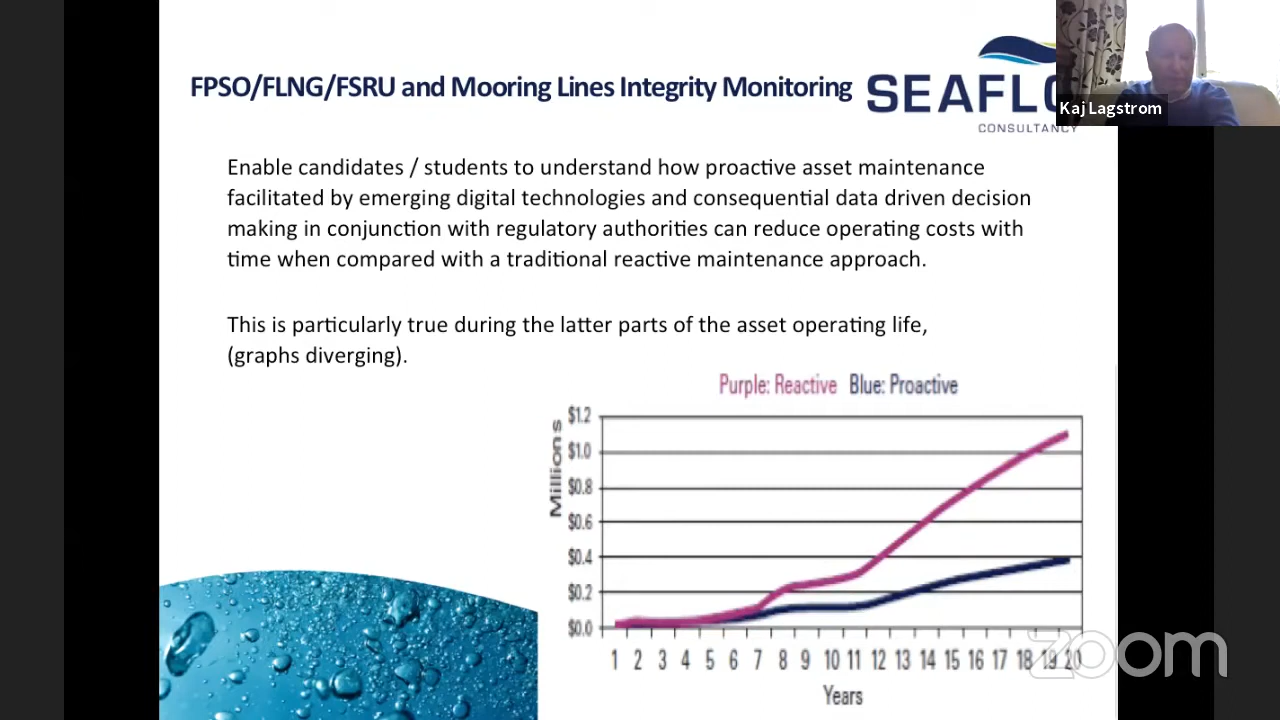 FPSO/FLNG/FSRU and Mooring Lines Integrity Monitoring
SEAFLO
CONSULTANCY
Kaj Lagstrom
Enable candidates / students to understand how proactive asset maintenance
facilitated by emerging digital technologies and consequential data driven decision
making in conjunction with regulatory authorities can reduce operating costs with
time when compared with a traditional reactive maintenance approach.
This is particularly true during the latter parts of the asset operating life,
(graphs diverging).
Purple: Reactive Blue: Proactive
Millions
$1.2
$1.0
$0.8
$0.6
$0.4
$0.2
$0.0
1 2 3 4 5 6 7 8 9 10 11 12 13 14 15 16 17 18 19 20
Years
zoom